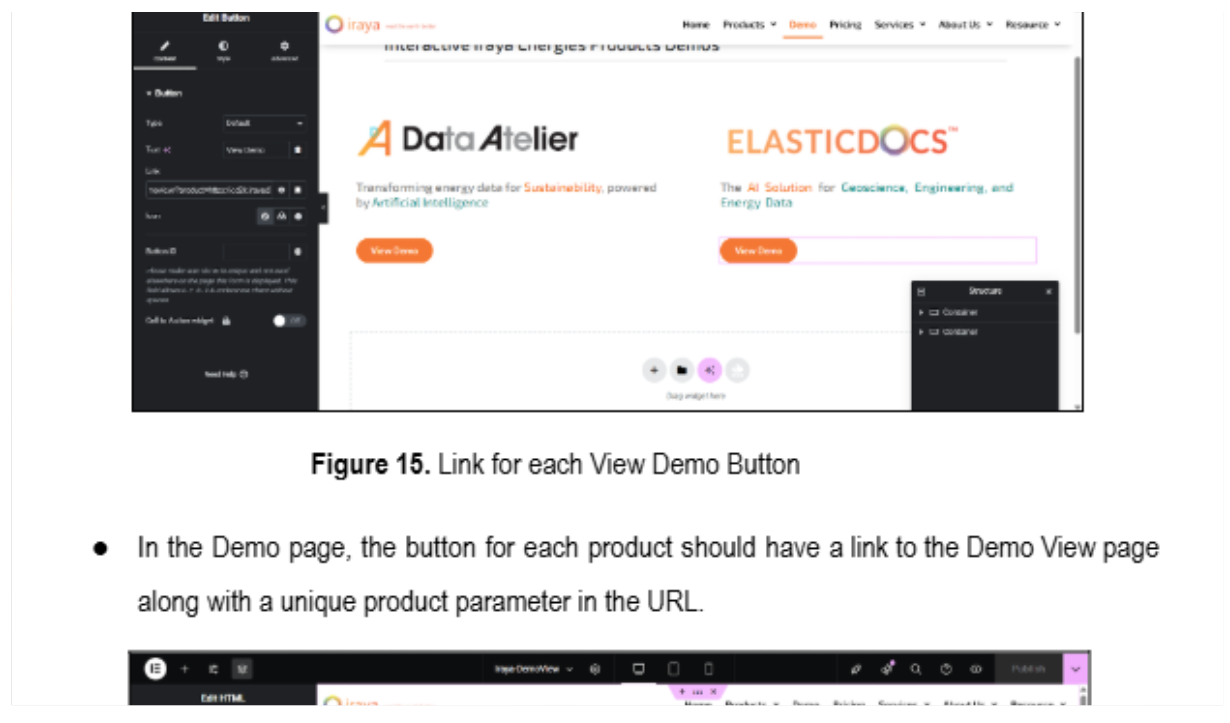 Edit Button
iraya
Home Products Demo Pricing Services About Us Resource
Interactive Iraya Energies Products Demos
Content Style Advanced
Button
Type Default
Text View Demo
Link
Icon
Button ID
Call to Action widget
Need Help
Data Atelier
Transforming energy data for Sustainability, powered
by Artificial Intelligence
View Demo
ELASTICDOCS™
The AI Solution for Geoscience, Engineering, and
Energy Data
View Demo
Structure
Container
Container
Drag widget here
Figure 15. Link for each View Demo Button
● In the Demo page, the button for each product should have a link to the Demo View page
along with a unique product parameter in the URL.
Iraya-DemoView
Publish
Edit HTML
iraya
Home Products Demo Pricing Services About Us Resource